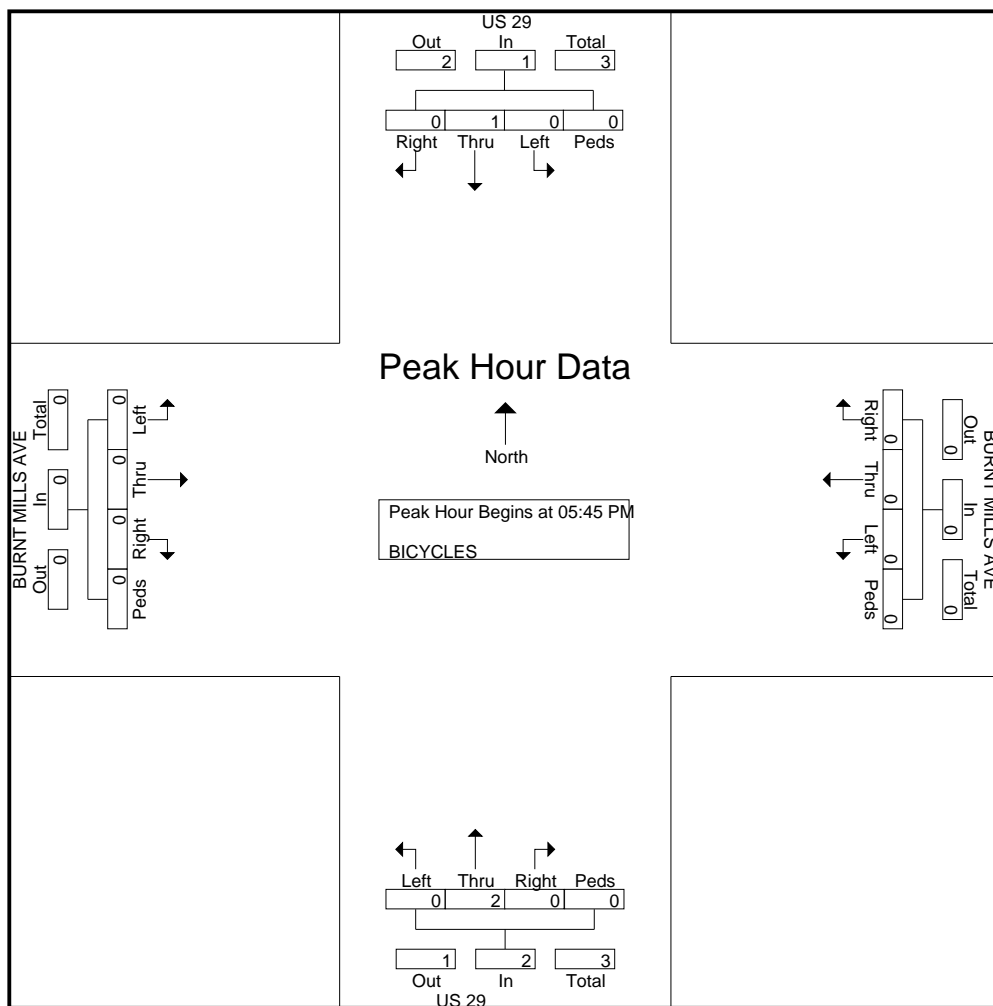 US 29
Out In Total
2 1 3
0 1 0 0
Right Thru Left Peds
Peak Hour Data
North
Peak Hour Begins at 05:45 PM
BICYCLES
BURNT MILLS AVE
Out In Total
0 0 0
0 0 0 0
Left Thru Right Peds
BURNT MILLS AVE
Out In Total
0 0 0
0 0 0 0
Right Thru Left Peds
Left Thru Right Peds
0 2 0 0
1 2 3
Out In Total
US 29